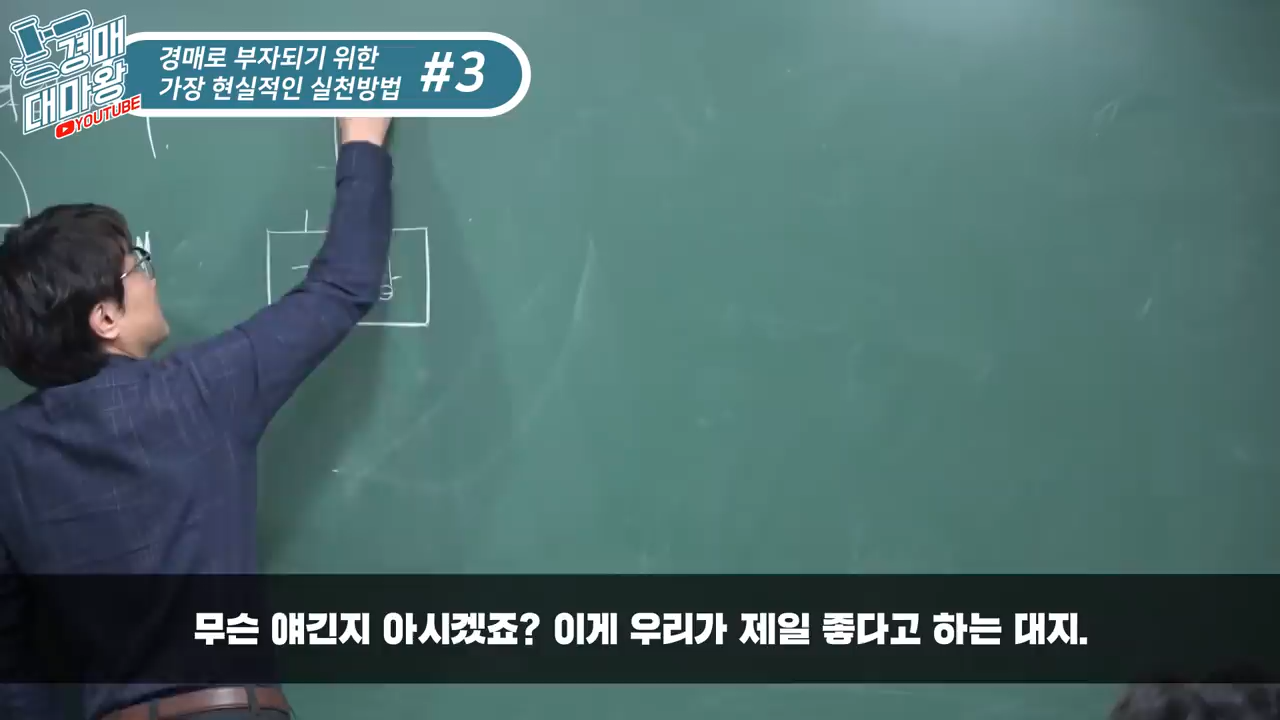 경매
대마왕
YOUTUBE
경매로 부자되기 위한
가장 현실적인 실천방법
#3
무슨 얘긴지 아시겠죠? 이게 우리가 제일 좋다고 하는 대지.